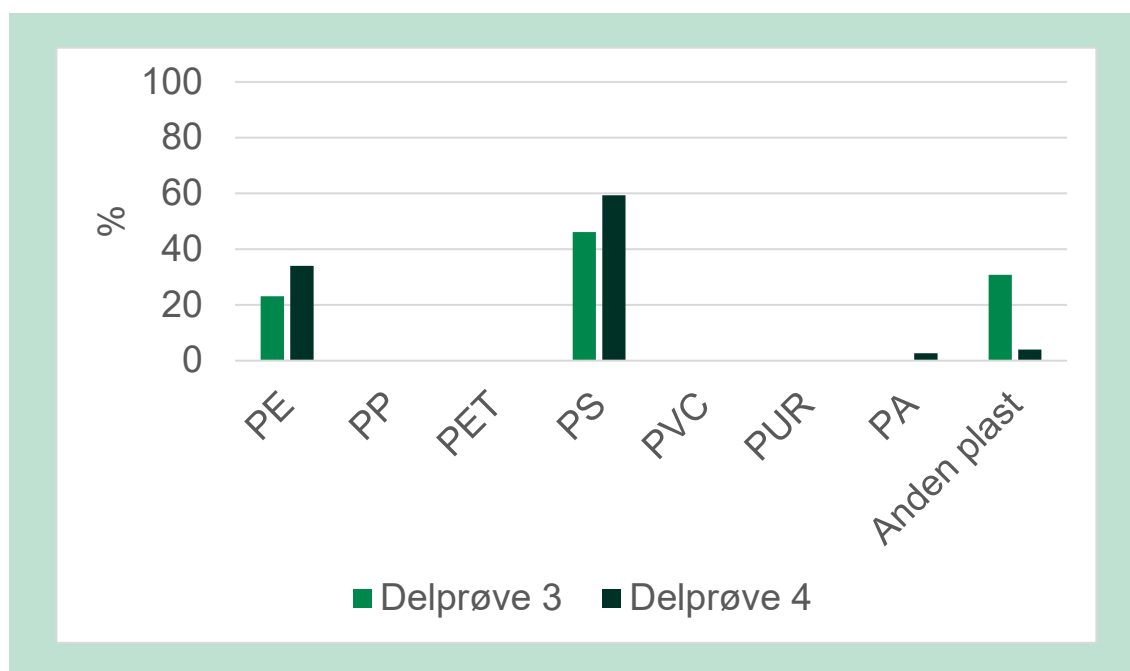 100
80
60
40
20
0
%
PE
PP
PET
PS
PVC
PUR
PA
Anden plast
Delprøve 3
Delprøve 4